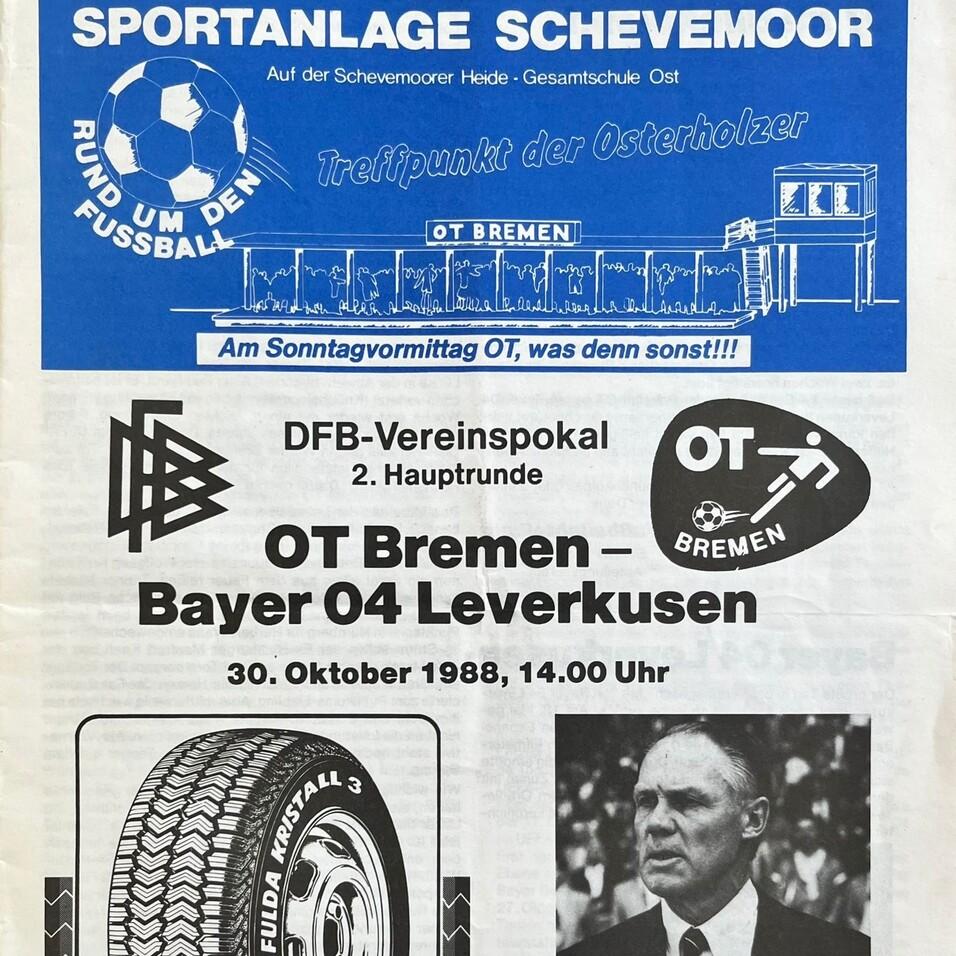 SPORTANLAGE SCHEVEMOOR
Auf der Schevemoorer Heide - Gesamtschule Ost
RUND UM DEN
FUSSBALL
Treffpunkt der Osterholzer
OT BREMEN
Am Sonntagvormittag OT, was denn sonst!!!
DFB
DFB-Vereinspokal
2. Hauptrunde
OT
BREMEN
OT Bremen –
Bayer 04 Leverkusen
30. Oktober 1988, 14.00 Uhr
FULDA KRISTALL 3